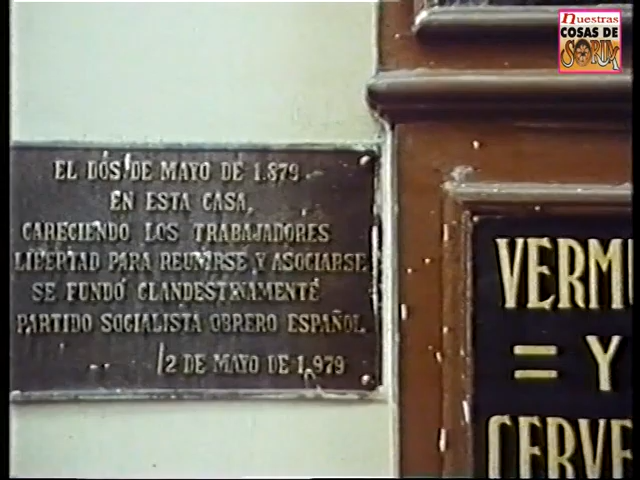 Nuestras
COSAS DE
SORIA
EL DOS DE MAYO DE 1.879
EN ESTA CASA,
CARECIENDO LOS TRABAJADORES
LIBERTAD PARA REUNIRSE Y ASOCIARSE
SE FUNDÓ CLANDESTINAMENTE
PARTIDO SOCIALISTA OBRERO ESPAÑOL
2 DE MAYO DE 1.979
VERMU
= Y
CERVE